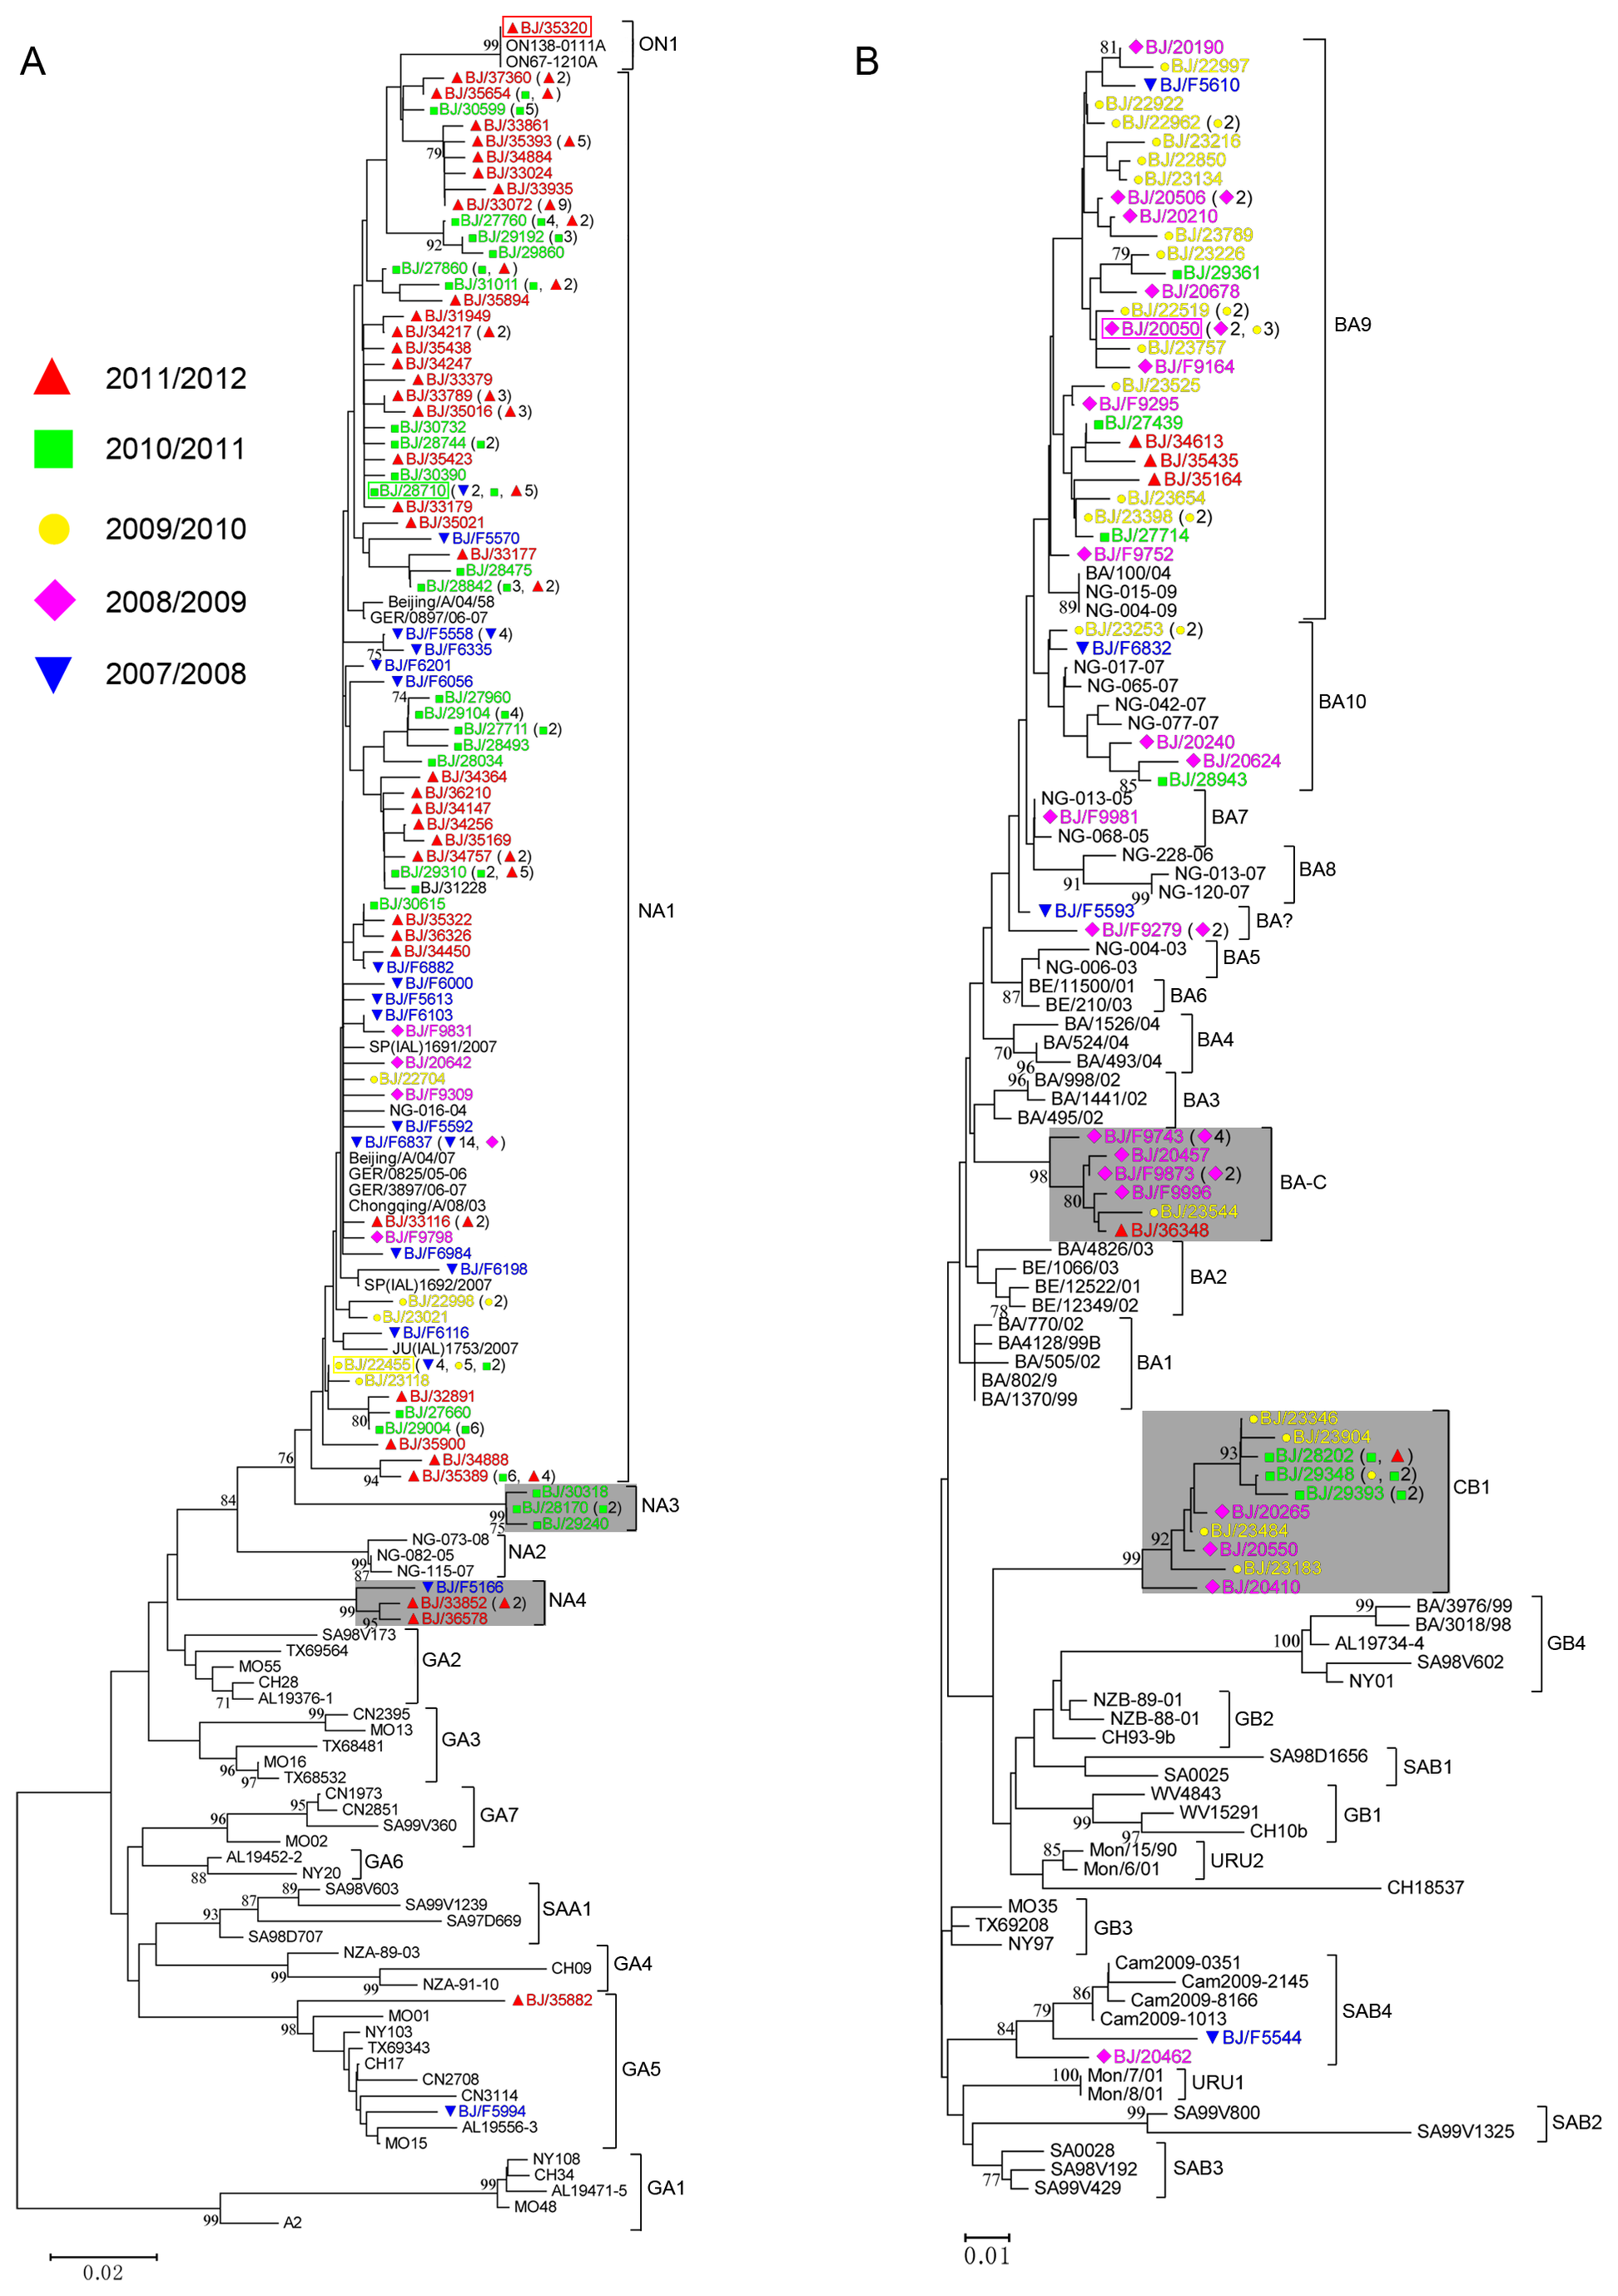 A
BJ/35320
99
ON138-0111A
ON67-1210A
ON1
BJ/37360 (2)
BJ/35654 (, )
BJ/30599 (5)
BJ/33861
BJ/35393 (5)
79
BJ/34884
BJ/33024
BJ/33935
BJ/33072 (9)
BJ/27760 (4, 2)
BJ/29192 (3)
92
BJ/29860
BJ/27860 (, )
BJ/31011 (, 2)
BJ/35894
BJ/31949
BJ/34217 (2)
BJ/35438
BJ/34247
BJ/33379
BJ/33789 (3)
BJ/35016 (3)
BJ/30732
BJ/28744 (2)
BJ/35423
BJ/30390
BJ/28710 (2, , 5)
BJ/33179
BJ/35021
BJ/F5570
BJ/33177
BJ/28475
BJ/28842 (3, 2)
Beijing/A/04/58
GER/0897/06-07
BJ/F5558 (4)
75
BJ/F6335
BJ/F6201
BJ/F6056
74
BJ/27960
BJ/29104 (4)
BJ/27711 (2)
BJ/28493
BJ/28034
BJ/34364
BJ/36210
BJ/34147
BJ/34256
BJ/35169
BJ/34757 (2)
BJ/29310 (2, 5)
BJ/31228
BJ/30615
NA1
BJ/35322
BJ/36326
BJ/34450
BJ/F6882
BJ/F6000
BJ/F5613
BJ/F6103
BJ/F9831
SP(IAL)1691/2007
BJ/20642
BJ/22704
BJ/F9309
NG-016-04
BJ/F5592
BJ/F6837 (14, )
Beijing/A/04/07
GER/0825/05-06
GER/3897/06-07
Chongqing/A/08/03
BJ/33116 (2)
BJ/F9798
BJ/F6984
BJ/F6198
SP(IAL)1692/2007
BJ/22998 (2)
BJ/23021
BJ/F6116
JU(IAL)1753/2007
BJ/22455 (4, 5, 2)
BJ/23118
BJ/32891
80
BJ/27660
BJ/29004 (6)
BJ/35900
76
BJ/34888
94
BJ/35389 (6, 4)
84
BJ/30318
99
BJ/28170 (2)
NA3
75
BJ/29240
NG-073-08
99
NG-082-05
NA2
87
NG-115-07
BJ/F5166
99
BJ/33852 (2)
NA4
95
BJ/36578
SA98V173
TX69564
GA2
MO55
CH28
71
AL19376-1
99
CN2395
MO13
GA3
TX68481
96
MO16
97
TX68532
CN1973
95
CN2851
GA7
96
SA99V360
MO02
AL19452-2
GA6
88
NY20
89
SA98V603
87
SA99V1239
SAA1
93
SA97D669
SA98D707
NZA-89-03
99
CH09
GA4
99
NZA-91-10
BJ/35882
98
MO01
NY103
TX69343
CH17
GA5
CN2708
CN3114
BJ/F5994
AL19556-3
MO15
NY108
99
CH34
AL19471-5
GA1
MO48
99
A2
0.02
2011/2012
2010/2011
2009/2010
2008/2009
2007/2008
B
81
BJ/20190
BJ/22997
BJ/F5610
BJ/22922
BJ/22962 (2)
BJ/23216
BJ/22850
BJ/23134
BJ/20506 (2)
BJ/20210
BJ/23789
79
BJ/23226
BJ/29361
BJ/20678
BJ/22519 (2)
BJ/20050 (2, 3)
BA9
BJ/23757
BJ/F9164
BJ/23525
BJ/F9295
BJ/27439
BJ/34613
BJ/35435
BJ/35164
BJ/23654
BJ/23398 (2)
BJ/27714
BJ/F9752
BA/100/04
NG-015-09
89
NG-004-09
BJ/23253 (2)
BJ/F6832
NG-017-07
NG-065-07
NG-042-07
BA10
NG-077-07
BJ/20240
BJ/20624
85
BJ/28943
NG-013-05
BJ/F9981
BA7
NG-068-05
NG-228-06
91
NG-013-07
BA8
99
NG-120-07
BJ/F5593
BA?
BJ/F9279 (2)
NG-004-03
BA5
NG-006-03
87
BE/11500/01
BA6
BE/210/03
BA/1526/04
70
BA/524/04
BA4
96
BA/493/04
96
BA/998/02
BA/1441/02
BA3
BA/495/02
BJ/F9743 (4)
98
BJ/20457
BJ/F9873 (2)
BA-C
80
BJ/F9996
BJ/23544
BJ/36348
BA/4826/03
BE/1066/03
BA2
BE/12522/01
78
BE/12349/02
BA/770/02
BA4128/99B
BA/505/02
BA1
BA/802/9
BA/1370/99
BJ/23346
BJ/23904
93
BJ/28202 (, )
BJ/29348 (, 2)
CB1
BJ/29393 (2)
BJ/20265
92
BJ/23484
BJ/20550
99
BJ/23183
BJ/20410
99
BA/3976/99
BA/3018/98
100
AL19734-4
GB4
SA98V602
NY01
NZB-89-01
NZB-88-01
GB2
CH93-9b
SA98D1656
SAB1
SA0025
WV4843
99
WV15291
GB1
97
CH10b
85
Mon/15/90
URU2
Mon/6/01
CH18537
MO35
TX69208
GB3
NY97
Cam2009-0351
86
Cam2009-2145
79
Cam2009-8166
SAB4
84
Cam2009-1013
BJ/F5544
BJ/20462
100
Mon/7/01
URU1
Mon/8/01
99
SA99V800
SAB2
SA99V1325
SA0028
77
SA98V192
SAB3
SA99V429
0.01